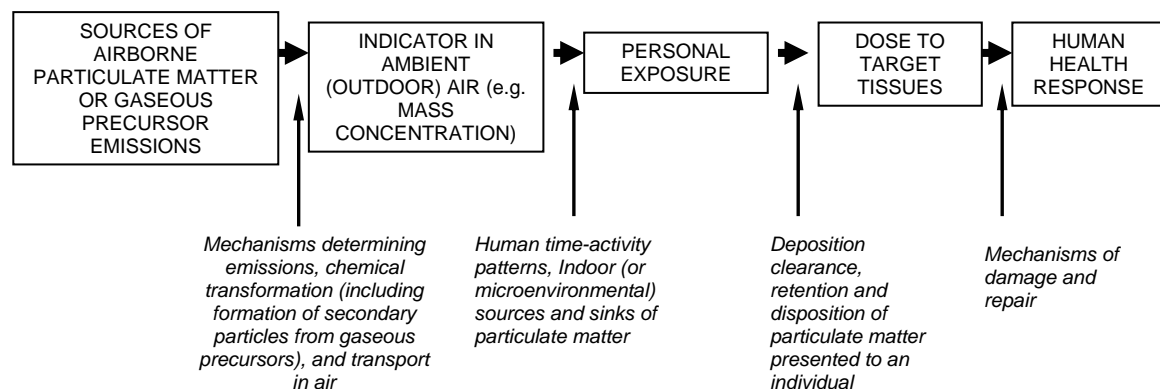 SOURCES OF
AIRBORNE
PARTICULATE MATTER
OR GASEOUS
PRECURSOR
EMISSIONS
INDICATOR IN
AMBIENT
(OUTDOOR) AIR (e.g.
MASS
CONCENTRATION)
PERSONAL
EXPOSURE
DOSE TO
TARGET
TISSUES
HUMAN
HEALTH
RESPONSE
Mechanisms determining
emissions, chemical
transformation (including
formation of secondary
particles from gaseous
precursors), and transport
in air
Human time-activity
patterns, Indoor (or
microenvironmental)
sources and sinks of
particulate matter
Deposition
clearance,
retention and
disposition of
particulate matter
presented to an
individual
Mechanisms of
damage and
repair